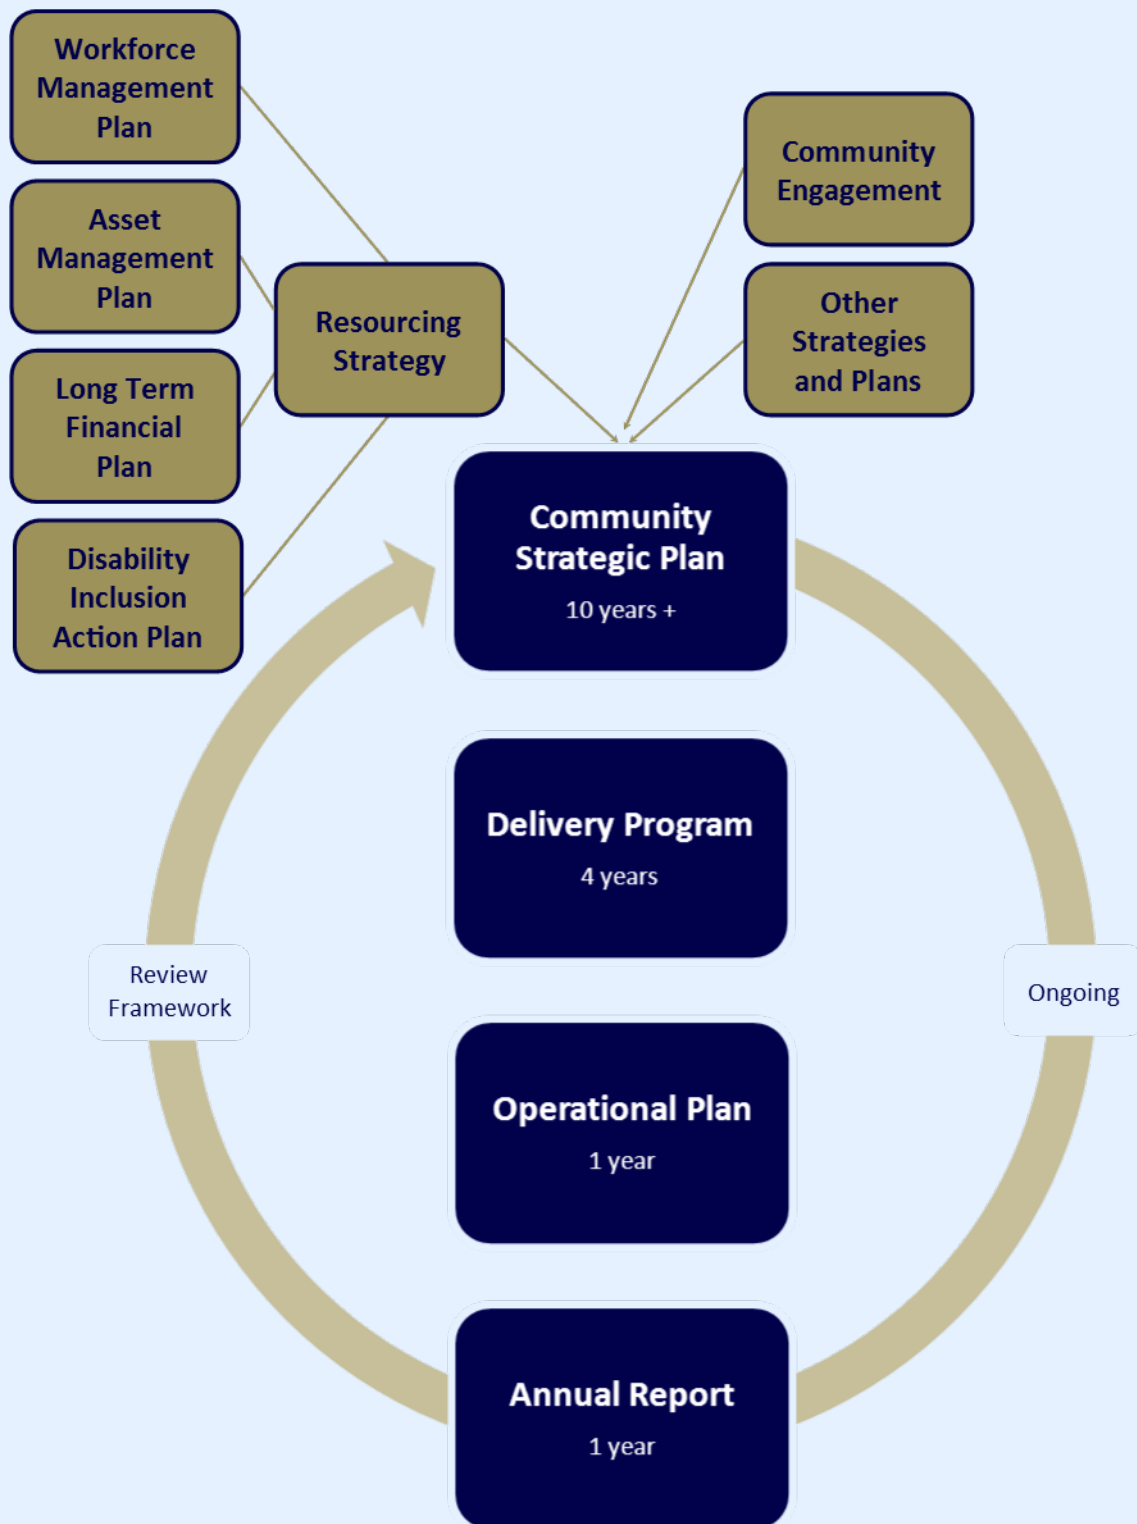 Workforce
Management
Plan
Asset
Management
Plan
Long Term
Financial
Plan
Disability
Inclusion
Action Plan
Resourcing
Strategy
Community
Engagement
Other
Strategies
and Plans
Community
Strategic Plan
10 years +
Delivery Program
4 years
Review
Framework
Ongoing
Operational Plan
1 year
Annual Report
1 year